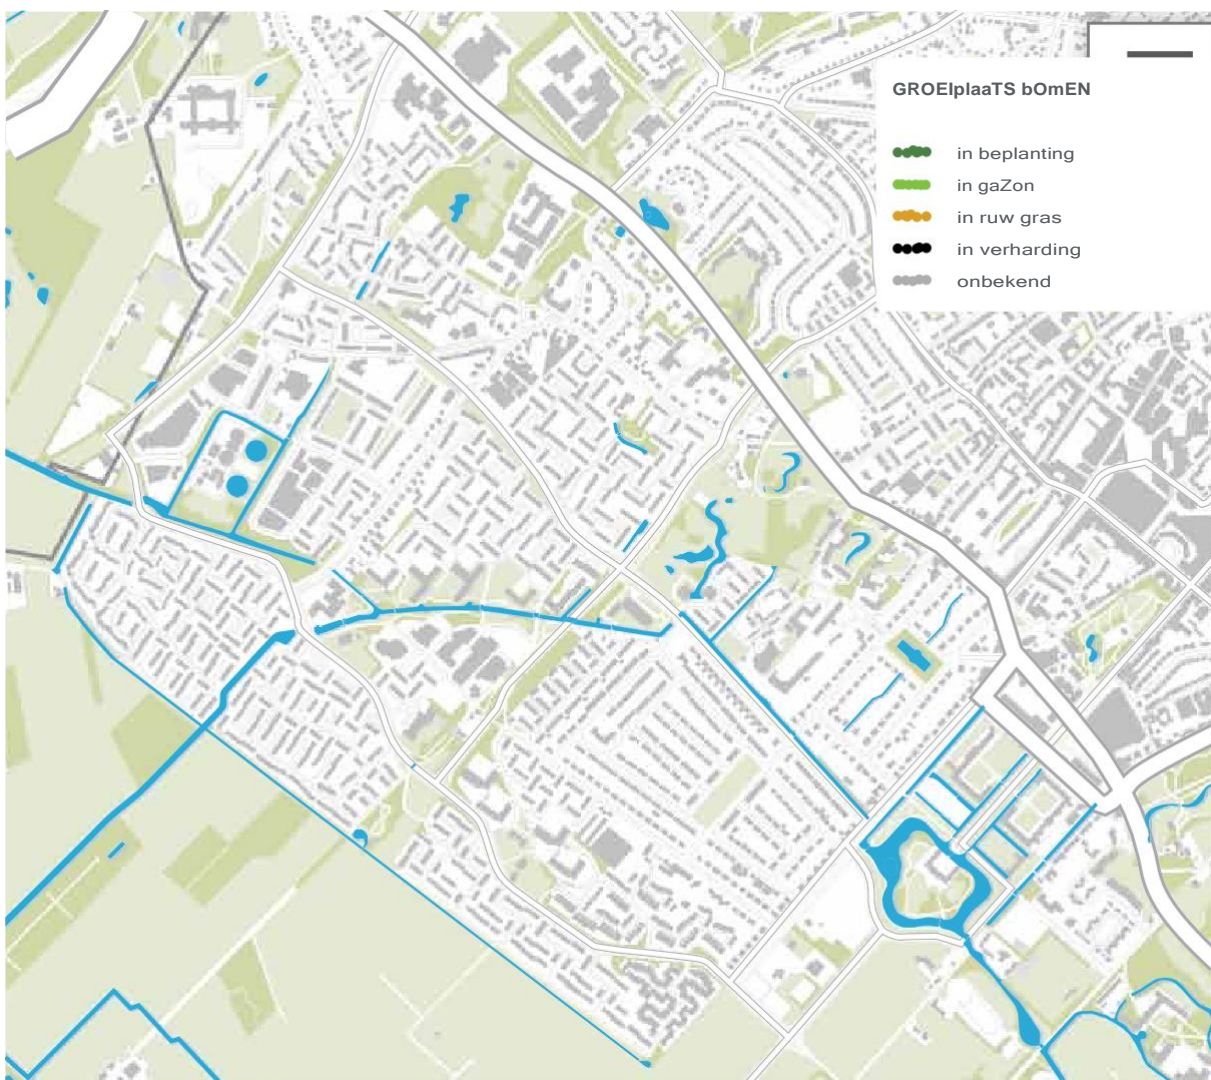 GROEIplaaTS bOmEN
in beplanting
in gaZon
in ruw gras
in verharding
onbekend